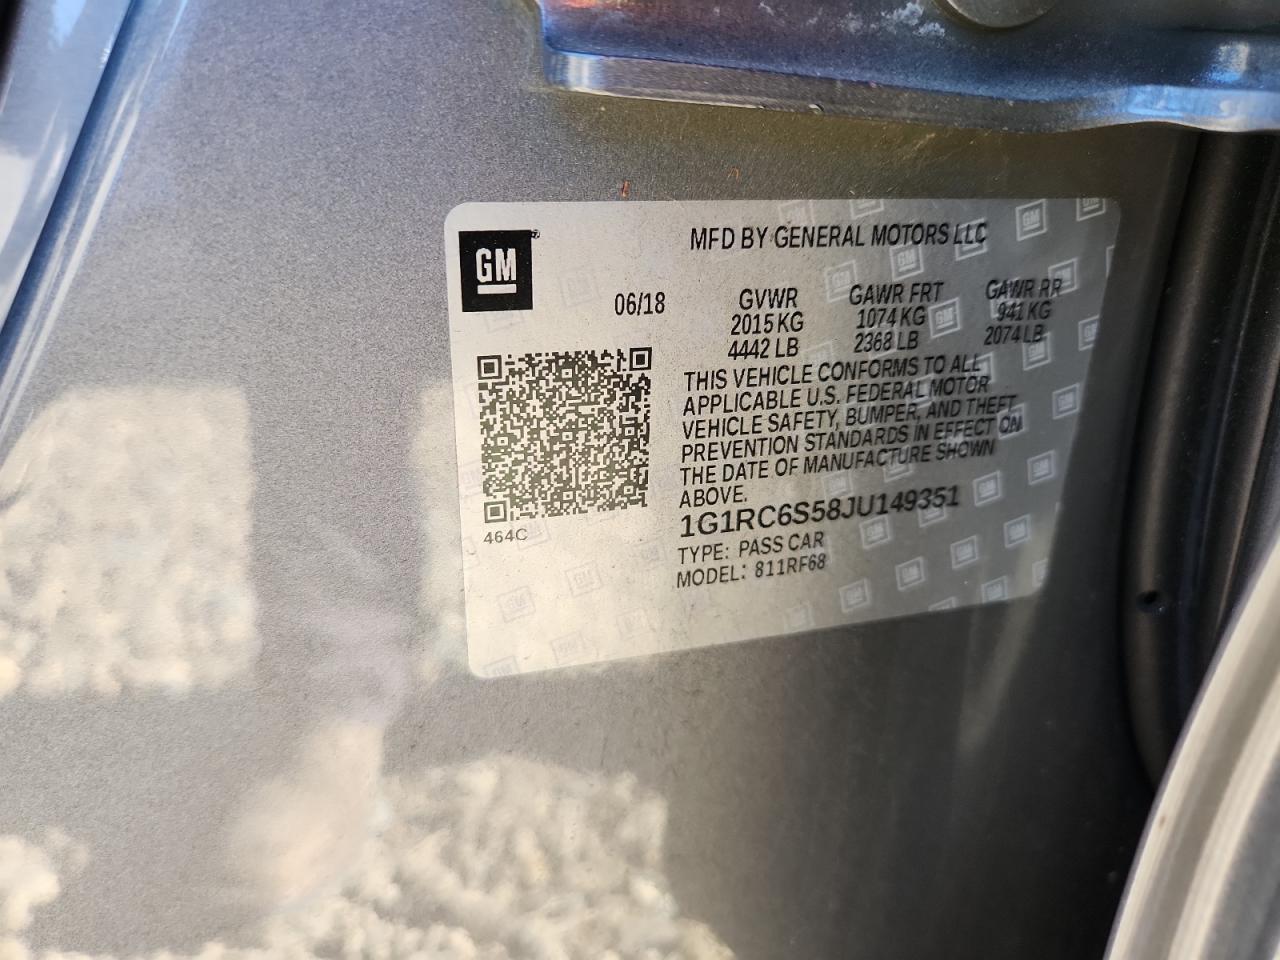 GM
MFD BY GENERAL MOTORS LLC
06/18 GVWR GAWR FRT GAWR RR
2015 KG 1074 KG 941 KG
4442 LB 2368 LB 2074 LB
THIS VEHICLE CONFORMS TO ALL
APPLICABLE U.S. FEDERAL MOTOR
VEHICLE SAFETY, BUMPER, AND THEFT
PREVENTION STANDARDS IN EFFECT ON
THE DATE OF MANUFACTURE SHOWN
ABOVE.
464C
1G1RC6S58JU149351
TYPE: PASS CAR
MODEL: 811RF68